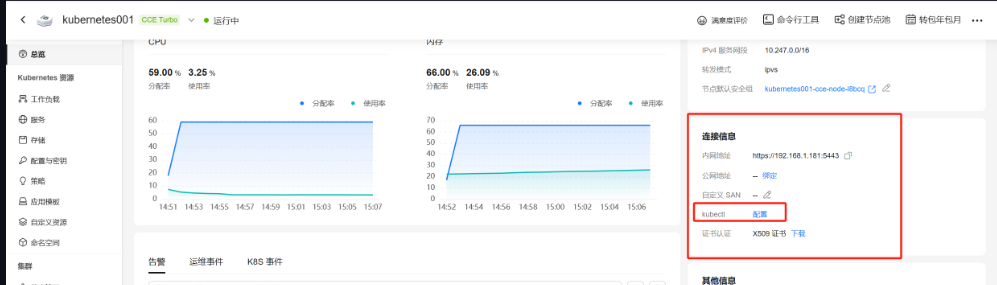 kubernetes001 CCE Turbo 运行中 满意度评价 命令行工具 创建节点池 转包年包月
总览
Kubernetes 资源
工作负载
服务
存储
配置与密钥
策略
应用模板
自定义资源
命名空间
集群
CPU
59.00 % 3.25 %
分配率 使用率
分配率 使用率
60
50
40
30
20
10
0
14:51 14:53 14:55 14:57 14:59 15:01 15:03 15:05 15:07
内存
66.00 % 26.09 %
分配率 使用率
分配率 使用率
70
60
50
40
30
20
10
0
14:52 14:54 14:56 14:58 15:00 15:02 15:04 15:06
告警 运维事件 K8S 事件
IPv4 服务网段 10.247.0.0/16
转发模式 ipvs
节点默认安全组 kubernetes001-cce-node-l8bcq
连接信息
内网地址 https://192.168.1.181:5443
公网地址 -- 绑定
自定义 SAN --
kubectl 配置
证书认证 X509 证书 下载
其他信息